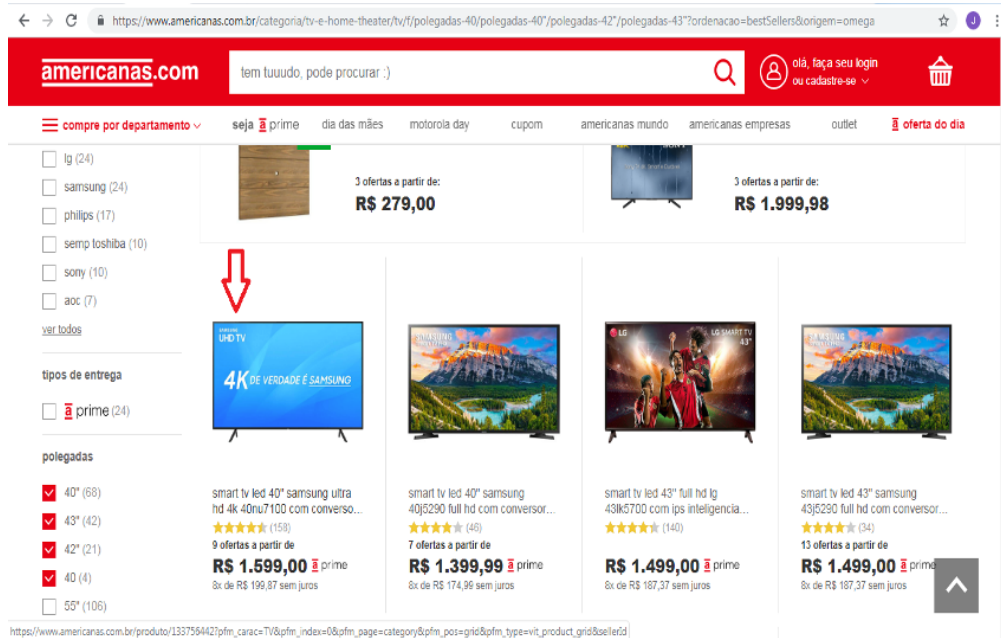 https://www.americanas.com.br/categoria/tv-e-home-theater/tv/f/polegadas-40/polegadas-40"/polegadas-42"/polegadas-43"?ordenacao=bestSellers&origem=omega
J
americanas.com
tem tuuudo, pode procurar :)
olá, faça seu login
ou cadastre-se
compre por departamento
seja a prime
dia das mães
motorola day
cupom
americanas mundo
americanas empresas
outlet
a oferta do dia
lg (24)
samsung (24)
philips (17)
semp toshiba (10)
sony (10)
aoc (7)
ver todos
tipos de entrega
a prime (24)
polegadas
40" (68)
43" (42)
42" (21)
40 (4)
55" (106)
3 ofertas a partir de:
R$ 279,00
3 ofertas a partir de:
R$ 1.999,98
SAMSUNG
UHD TV
4K DE VERDADE É SAMSUNG
smart tv led 40" samsung ultra
hd 4k 40nu7100 com converso...
(158)
9 ofertas a partir de
R$ 1.599,00 a prime
8x de R$ 199,87 sem juros
SAMSUNG
smart tv led 40" samsung
40j5290 full hd com conversor...
(46)
7 ofertas a partir de
R$ 1.399,99 a prime
8x de R$ 174,99 sem juros
LG
LG SMART TV
43"
smart tv led 43" full hd lg
43lk5700 com ips inteligencia...
(140)
R$ 1.499,00 a prime
8x de R$ 187,37 sem juros
SAMSUNG
smart tv led 43" samsung
43j5290 full hd com conversor...
(34)
13 ofertas a partir de
R$ 1.499,00 a prime
8x de R$ 187,37 sem juros
https://www.americanas.com.br/produto/133756442?pfm_carac=TV&pfm_index=0&pfm_page=category&pfm_pos=grid&pfm_type=vit_product_grid&sellerId